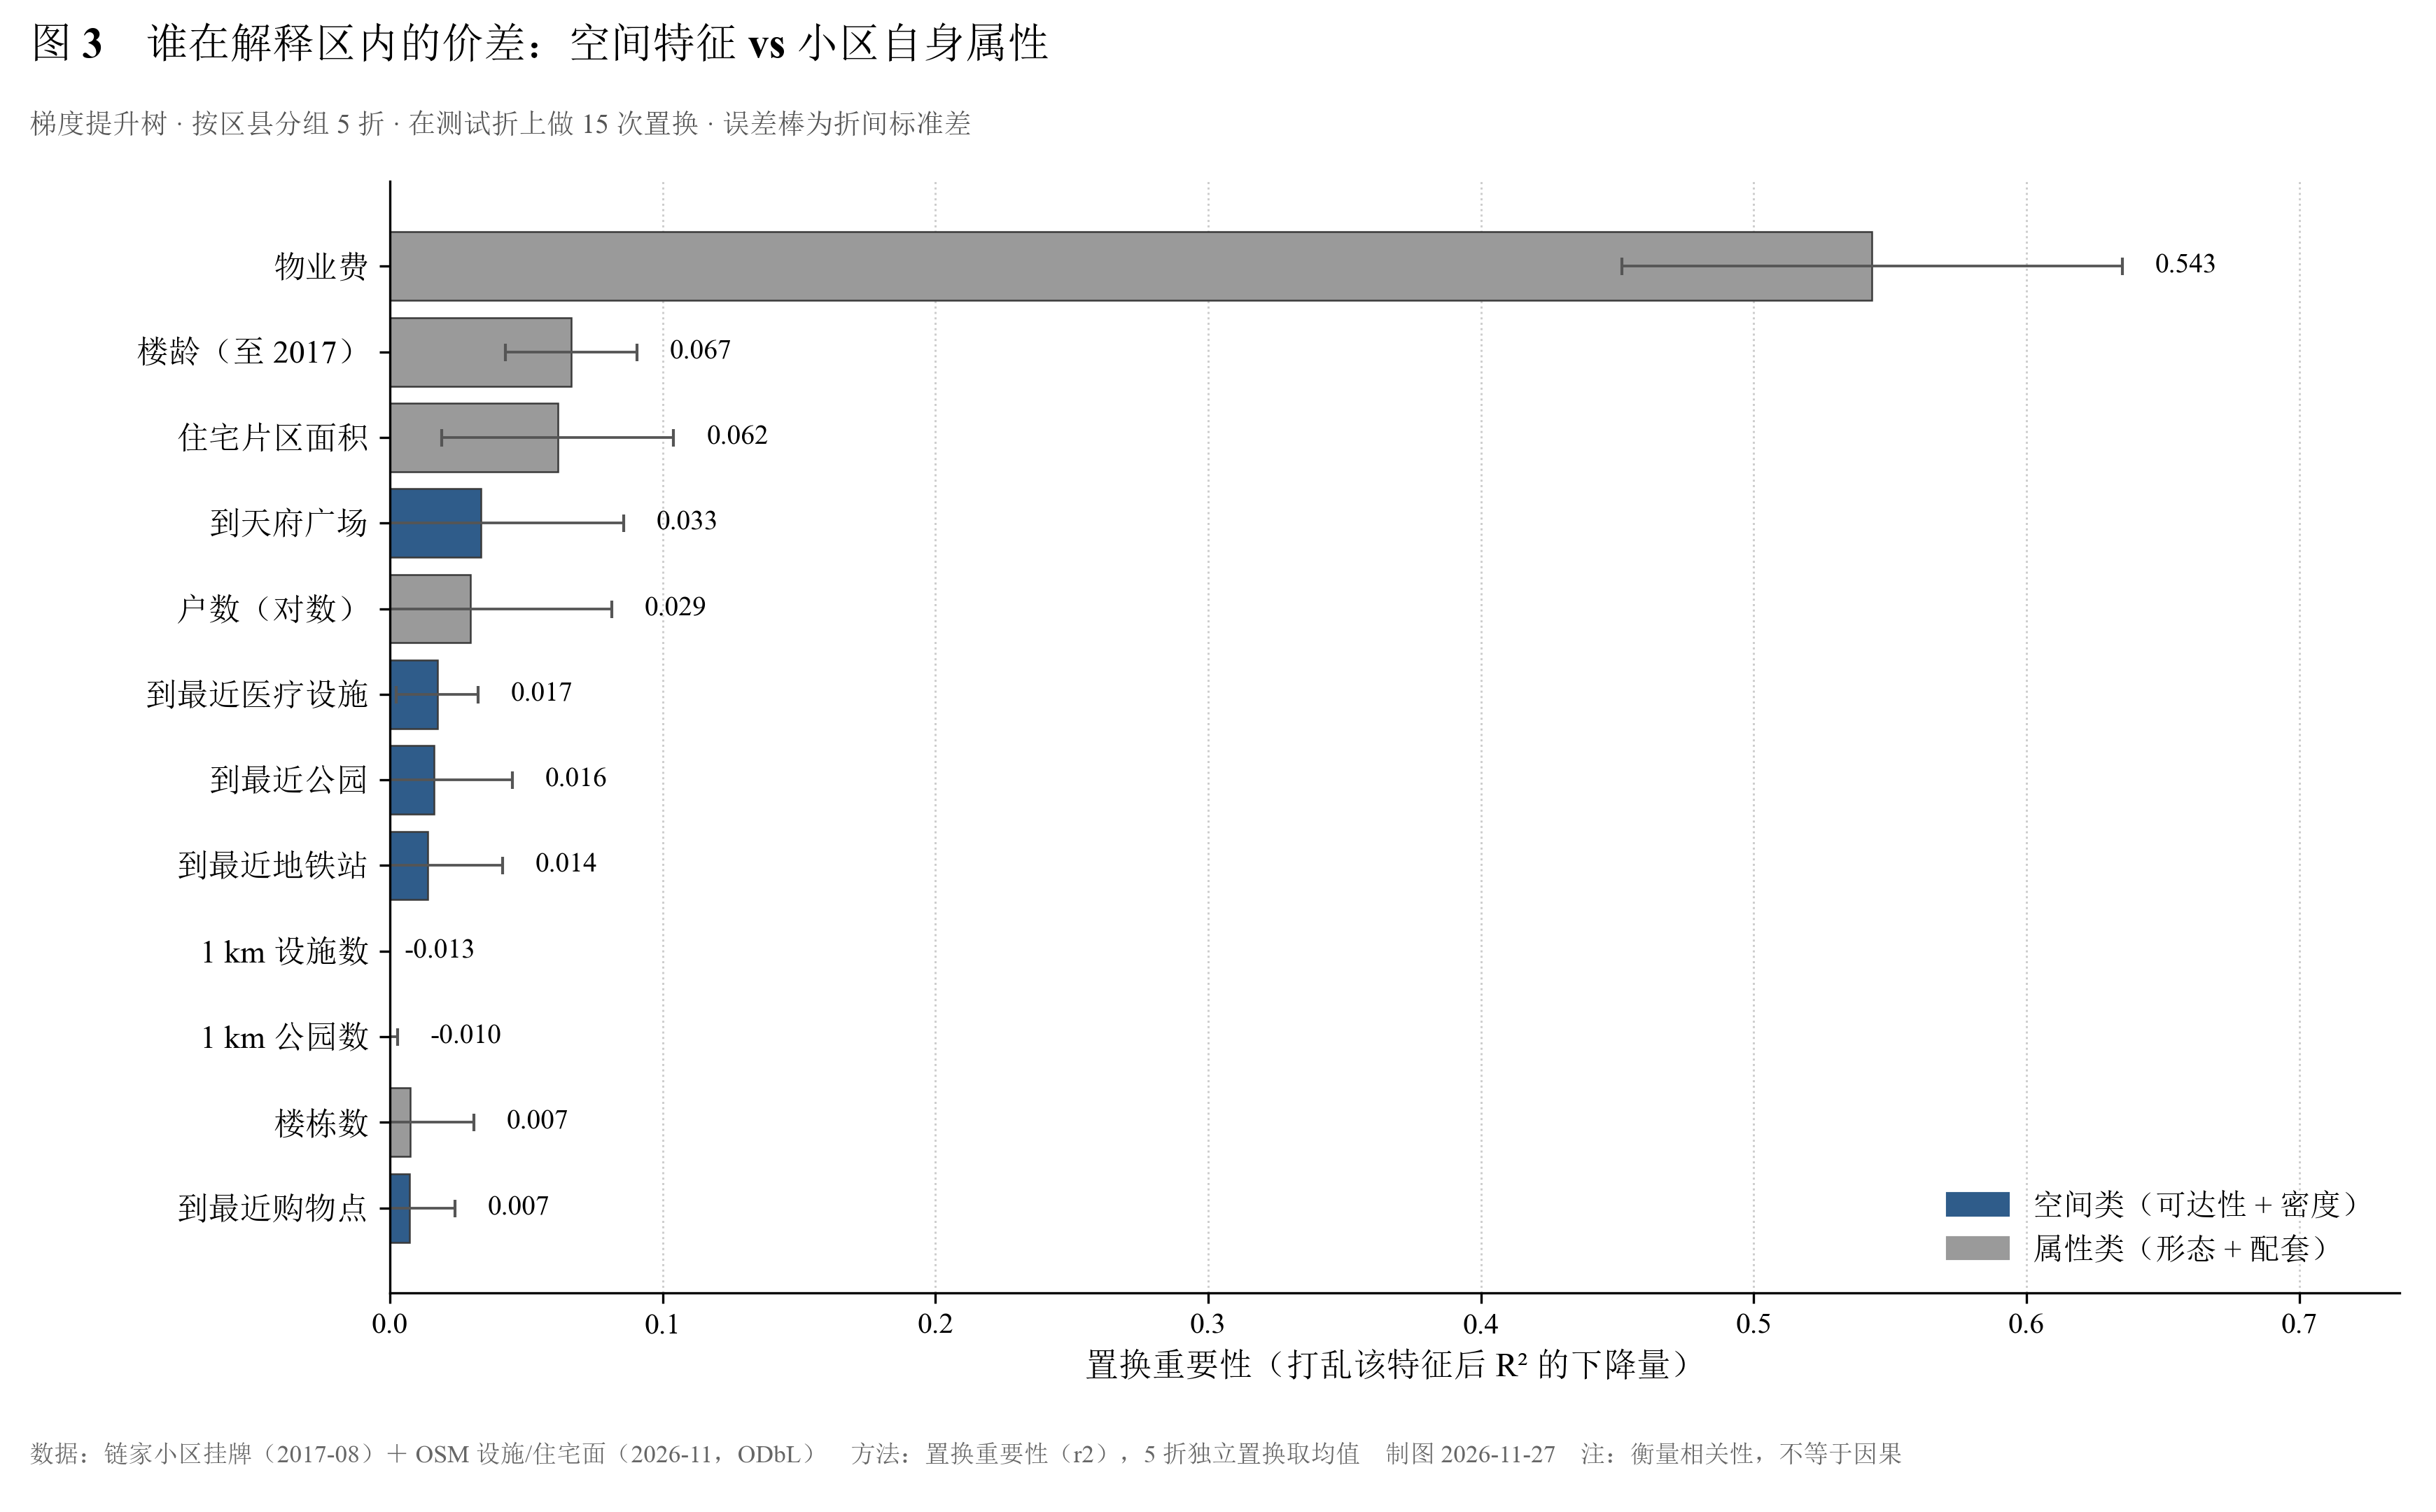 图 3　谁在解释区内的价差：空间特征 vs 小区自身属性
梯度提升树 · 按区县分组 5 折 · 在测试折上做 15 次置换 · 误差棒为折间标准差
物业费 0.543
楼龄（至 2017） 0.067
住宅片区面积 0.062
到天府广场 0.033
户数（对数） 0.029
到最近医疗设施 0.017
到最近公园 0.016
到最近地铁站 0.014
1 km 设施数 -0.013
1 km 公园数 -0.010
楼栋数 0.007
到最近购物点 0.007
空间类（可达性 + 密度）
属性类（形态 + 配套）
0.0 0.1 0.2 0.3 0.4 0.5 0.6 0.7
置换重要性（打乱该特征后 R² 的下降量）
数据：链家小区挂牌（2017-08）＋ OSM 设施/住宅面（2026-11，ODbL）　方法：置换重要性（r2），5 折独立置换取均值　制图 2026-11-27　注：衡量相关性，不等于因果